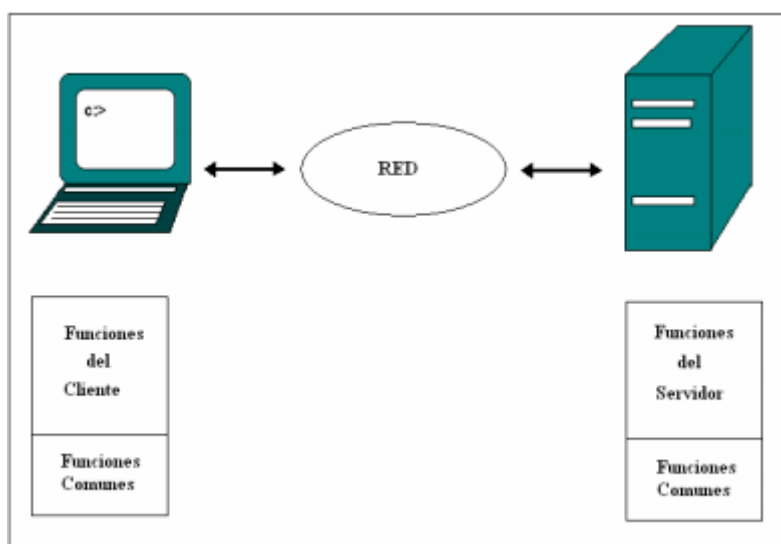 c:>
RED
Funciones
del
Cliente
Funciones
Comunes
Funciones
del
Servidor
Funciones
Comunes